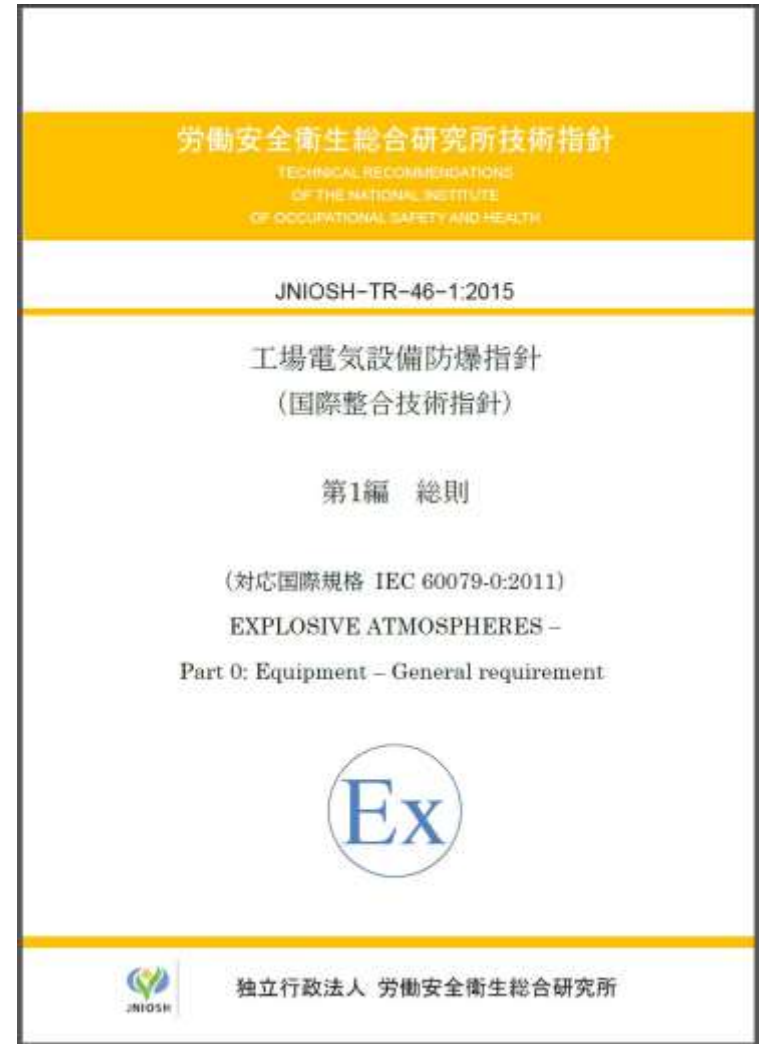 労働安全衛生総合研究所技術指針
TECHNICAL RECOMMENDATIONS
OF THE NATIONAL INSTITUTE
OF OCCUPATIONAL SAFETY AND HEALTH
JNIOSH-TR-46-1:2015
工場電気設備防爆指針
（国際整合技術指針）
第1編　総則
（対応国際規格 IEC 60079-0:2011）
EXPLOSIVE ATMOSPHERES –
Part 0: Equipment – General requirement
Ex
JNIOSH
独立行政法人 労働安全衛生総合研究所